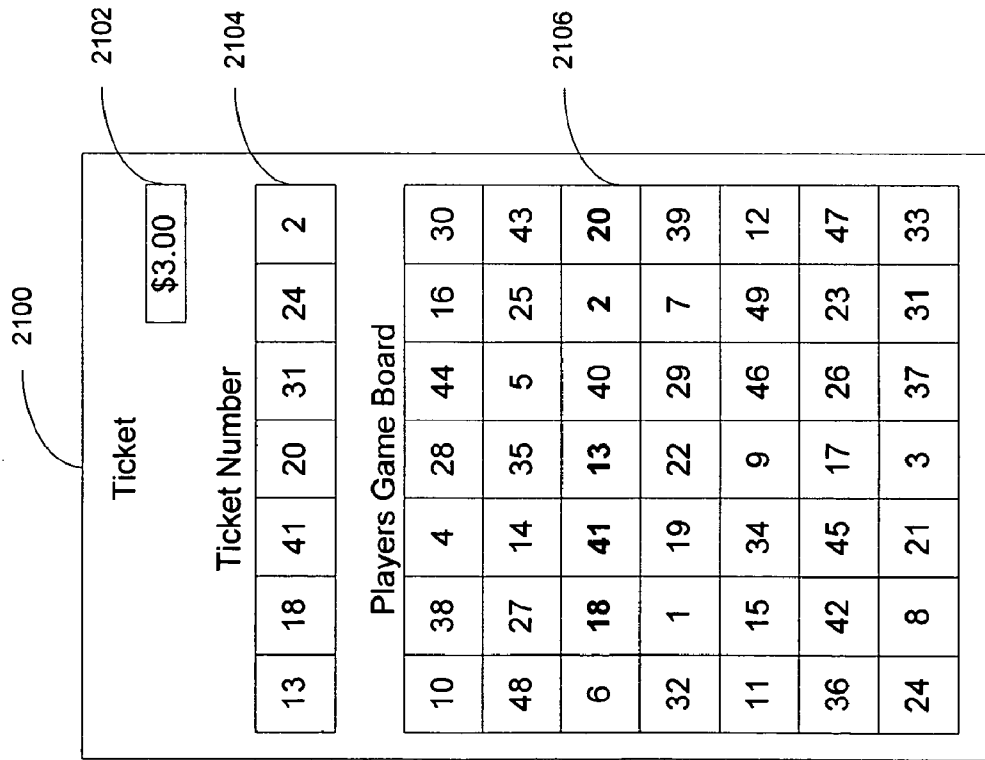 2100
Ticket
$3.00
2102
Ticket Number
13 18 41 20 31 24 2
2104
Players Game Board
10 38 4 28 44 16 30
48 27 14 35 5 25 43
6 18 41 13 40 2 20
2106
32 1 19 22 29 7 39
11 15 34 9 46 49 12
36 42 45 17 26 23 47
24 8 21 3 37 31 33